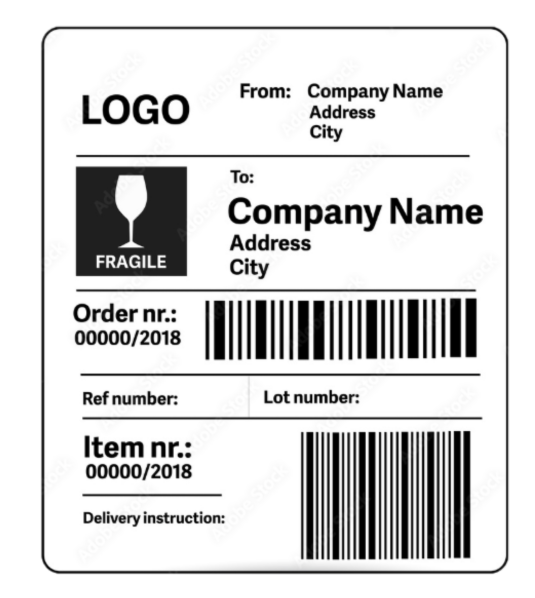 LOGO
From: Company Name
Address
City
To:
Company Name
Address
City
FRAGILE
Order nr.:
00000/2018
Ref number:
Lot number:
Item nr.:
00000/2018
Delivery instruction: